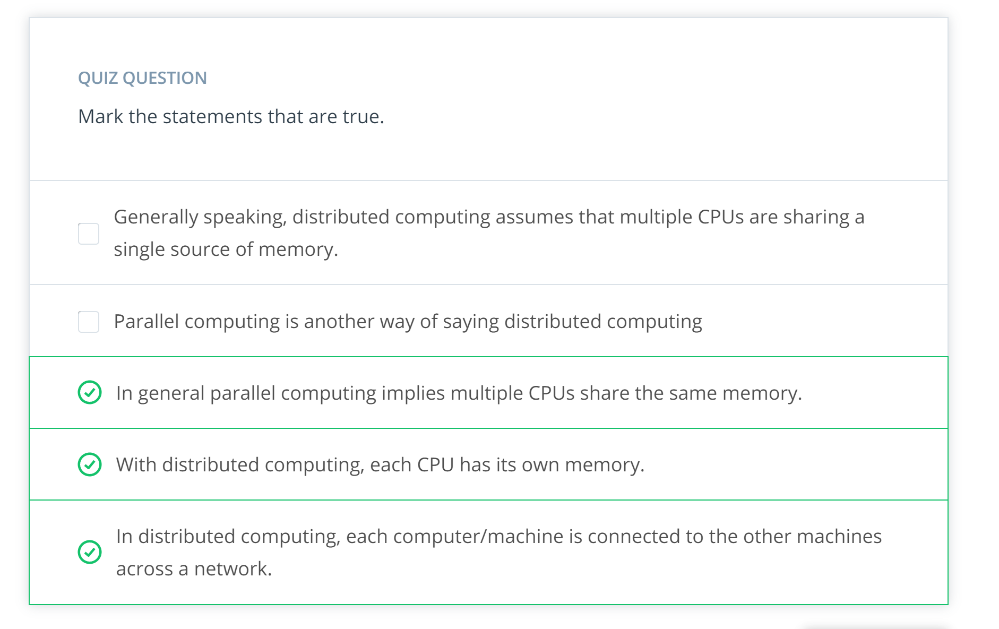 QUIZ QUESTION
Mark the statements that are true.
Generally speaking, distributed computing assumes that multiple CPUs are sharing a
single source of memory.
Parallel computing is another way of saying distributed computing
In general parallel computing implies multiple CPUs share the same memory.
With distributed computing, each CPU has its own memory.
In distributed computing, each computer/machine is connected to the other machines
across a network.